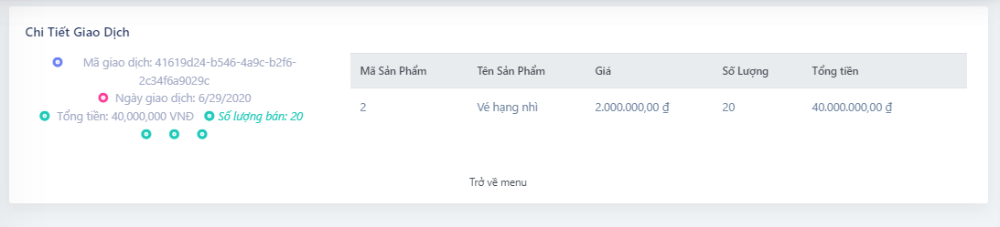 Chi Tiết Giao Dịch
Mã giao dịch: 41619d24-b546-4a9c-b2f6-
2c34f6a9029c
Ngày giao dịch: 6/29/2020
Tổng tiền: 40,000,000 VNĐ Số lượng bán: 20
Mã Sản Phẩm Tên Sản Phẩm Giá Số Lượng Tổng tiền
2 Vé hạng nhì 2.000.000,00 ₫ 20 40.000.000,00 ₫
Trở về menu